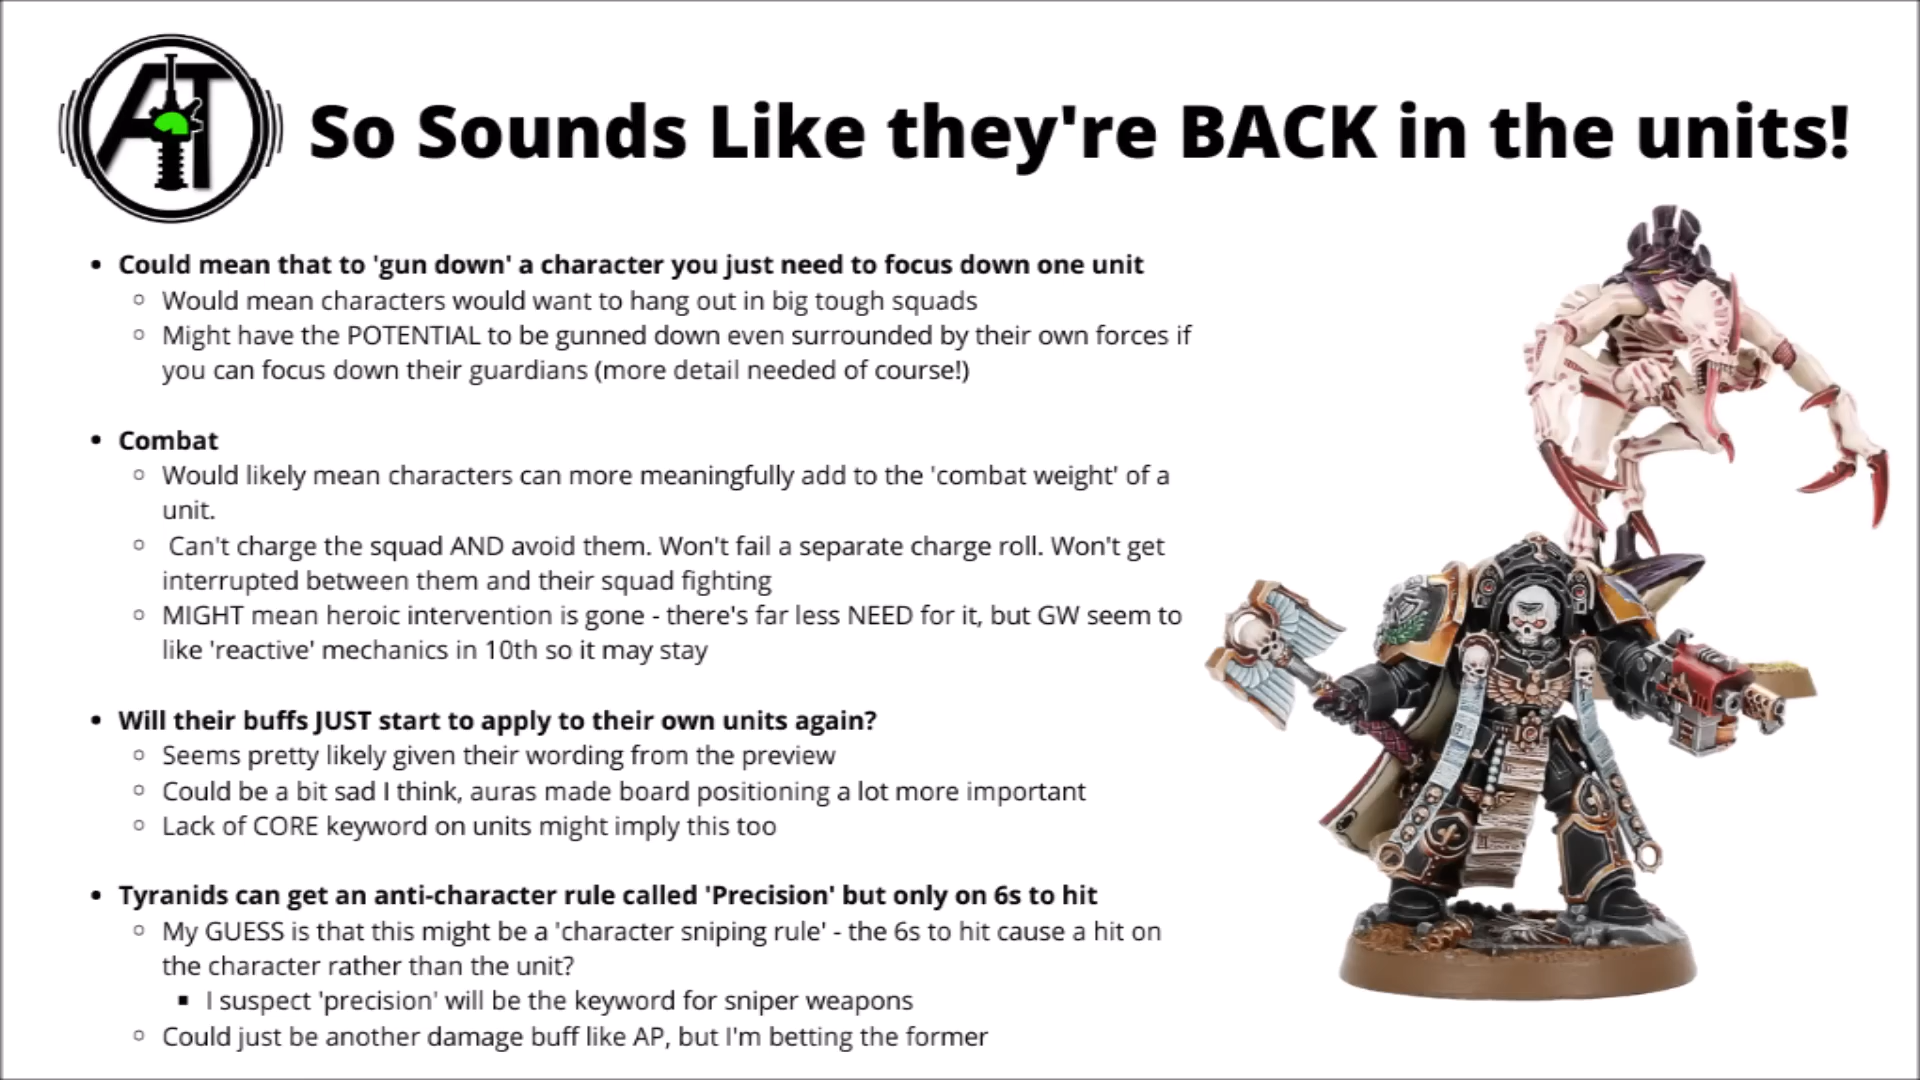 AT
So Sounds Like they're BACK in the units!
• Could mean that to 'gun down' a character you just need to focus down one unit
○ Would mean characters would want to hang out in big tough squads
○ Might have the POTENTIAL to be gunned down even surrounded by their own forces if
you can focus down their guardians (more detail needed of course!)
• Combat
○ Would likely mean characters can more meaningfully add to the 'combat weight' of a
unit.
○ Can't charge the squad AND avoid them. Won't fail a separate charge roll. Won't get
interrupted between them and their squad fighting
○ MIGHT mean heroic intervention is gone - there's far less NEED for it, but GW seem to
like 'reactive' mechanics in 10th so it may stay
• Will their buffs JUST start to apply to their own units again?
○ Seems pretty likely given their wording from the preview
○ Could be a bit sad I think, auras made board positioning a lot more important
○ Lack of CORE keyword on units might imply this too
• Tyranids can get an anti-character rule called 'Precision' but only on 6s to hit
○ My GUESS is that this might be a 'character sniping rule' - the 6s to hit cause a hit on
the character rather than the unit?
▪ I suspect 'precision' will be the keyword for sniper weapons
○ Could just be another damage buff like AP, but I'm betting the former